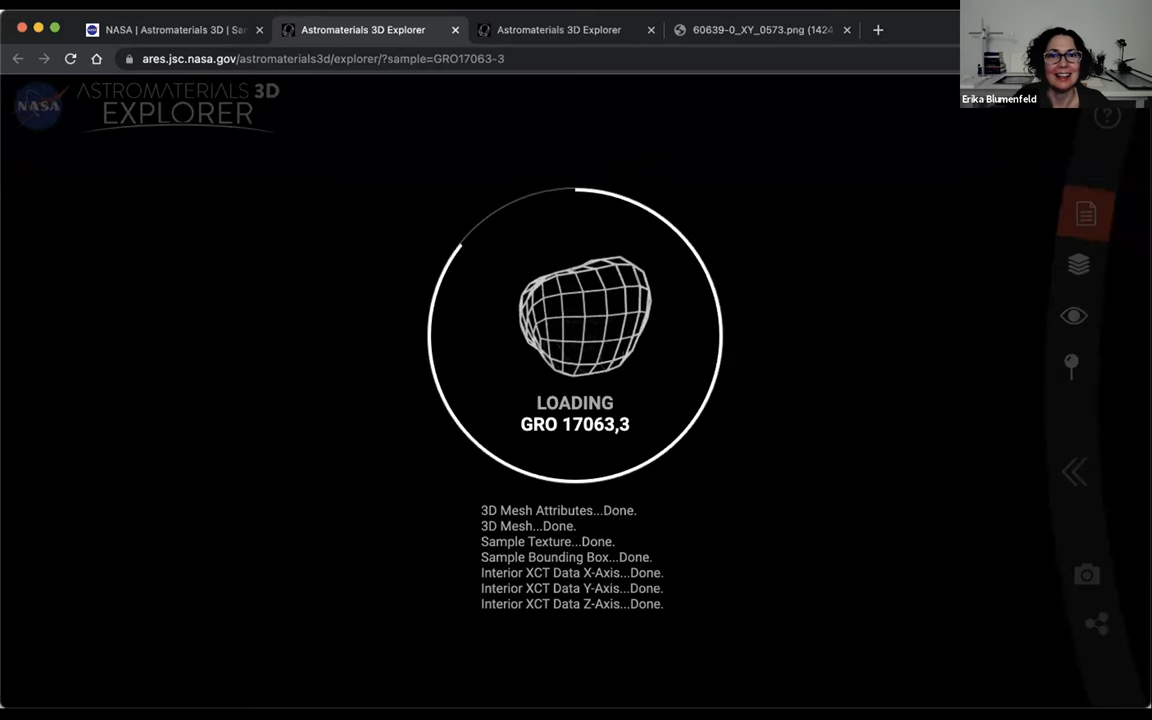 NASA | Astromaterials 3D | Sa
Astromaterials 3D Explorer
Astromaterials 3D Explorer
60639-0_XY_0573.png (1424
ares.jsc.nasa.gov/astromaterials3d/explorer/?sample=GRO17063-3
Erika Blumenfeld
NASA
ASTROMATERIALS 3D
EXPLORER
?
LOADING
GRO 17063,3
3D Mesh Attributes...Done.
3D Mesh...Done.
Sample Texture...Done.
Sample Bounding Box...Done.
Interior XCT Data X-Axis...Done.
Interior XCT Data Y-Axis...Done.
Interior XCT Data Z-Axis...Done.